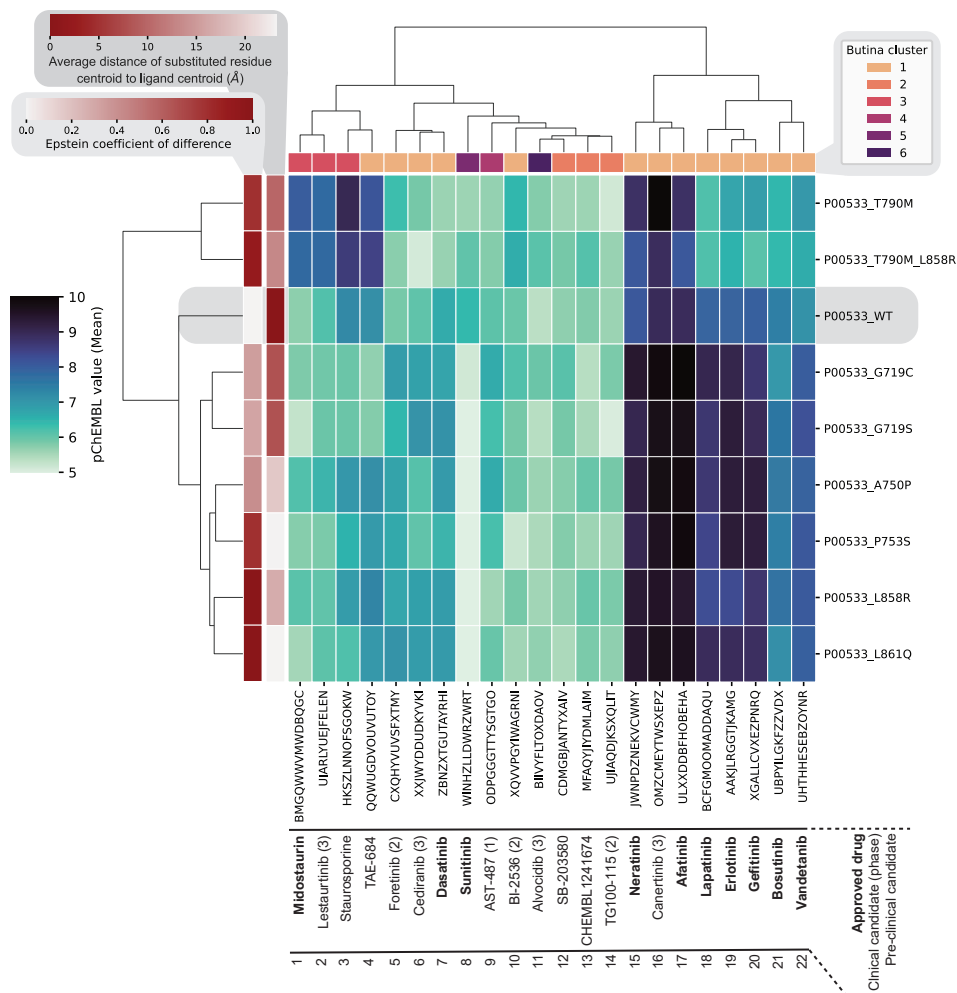 0 5 10 15 20
Average distance of substituted residue
centroid to ligand centroid (Å)
0.0 0.2 0.4 0.6 0.8 1.0
Epstein coefficient of difference
Butina cluster
1
2
3
4
5
6
P00533_T790M
P00533_T790M_L858R
P00533_WT
P00533_G719C
P00533_G719S
P00533_A750P
P00533_P753S
P00533_L858R
P00533_L861Q
pChEMBL value (Mean)
10
9
8
7
6
5
BMGQWWVMWDBQGC
UIARLYUEJFELEN
HKSZLNNOFSGOKW
QQWUGDVOUVUTOY
CXQHYVUVSFXTMY
XXJWYDDUDKYVKI
ZBNZXTGUTAYRHI
WINHZLLDWRZWRT
ODPGGGTTYSGTGO
XQVVPGYIWAGRNI
BIIVYFLTOXDAOV
CDMGBJANTYXAIV
MFAQYJIYDMLAIM
UJIAQDJKSXQLIT
JWNPDZNEKVCWMY
OMZCMEYTWSXEPZ
ULXXDDBFHOBEHA
BCFGMOOMADDAQU
AAKJLRGGTJKAMG
XGALLCVXEZPNRQ
UBPYILGKFZZVDX
UHTHHESEBZOYNR
Midostaurin
Lestaurtinib (3)
Staurosporine
TAE-684
Foretinib (2)
Cediranib (3)
Dasatinib
Sunitinib
AST-487 (1)
BI-2536 (2)
Alvocidib (3)
SB-203580
CHEMBL1241674
TG100-115 (2)
Neratinib
Canertinib (3)
Afatinib
Lapatinib
Erlotinib
Gefitinib
Bosutinib
Vandetanib
Approved drug
Clinical candidate (phase)
Pre-clinical candidate
1 2 3 4 5 6 7 8 9 10 11 12 13 14 15 16 17 18 19 20 21 22